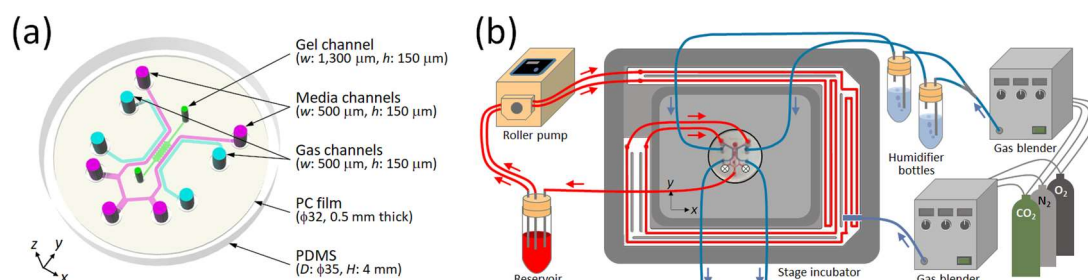 (a)
Gel channel
(w: 1,300 μm, h: 150 μm)
Media channels
(w: 500 μm, h: 150 μm)
Gas channels
(w: 500 μm, h: 150 μm)
PC film
(ϕ32, 0.5 mm thick)
PDMS
(D: ϕ35, H: 4 mm)
z
y
x
(b)
Roller pump
Reservoir
y
x
Stage incubator
Humidifier
bottles
Gas blender
Gas blender
CO2
N2
O2